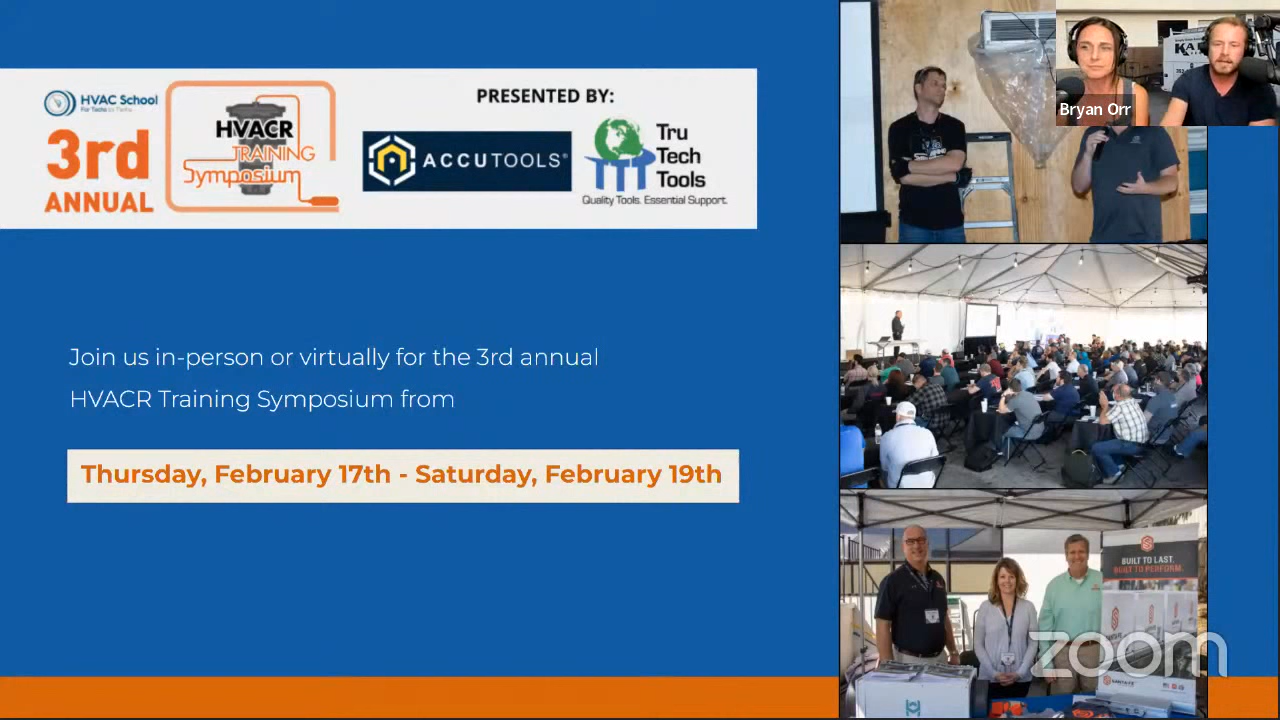 HVAC School
For Techs by Techs
3rd
ANNUAL
HVACR
TRAINING
Symposium
PRESENTED BY:
ACCUTOOLS®
Tru
Tech
Tools
Quality Tools. Essential Support.
Join us in-person or virtually for the 3rd annual
HVACR Training Symposium from
Thursday, February 17th - Saturday, February 19th
Bryan Orr
BUILT TO LAST.
BUILT TO PERFORM.
SANTA FE
zoom